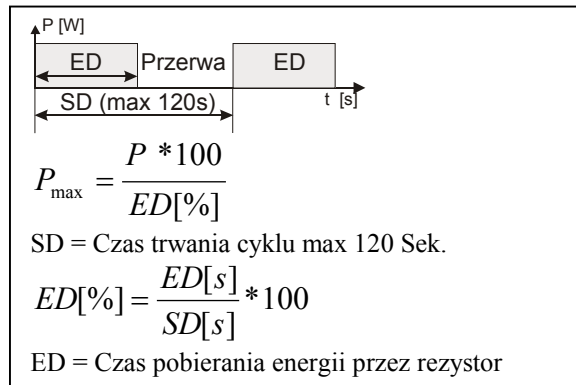 P [W]
ED Przerwa ED
SD (max 120s) t [s]
P_max = P *100 / ED[%]
SD = Czas trwania cyklu max 120 Sek.
ED[%] = ED[s] / SD[s] *100
ED = Czas pobierania energii przez rezystor